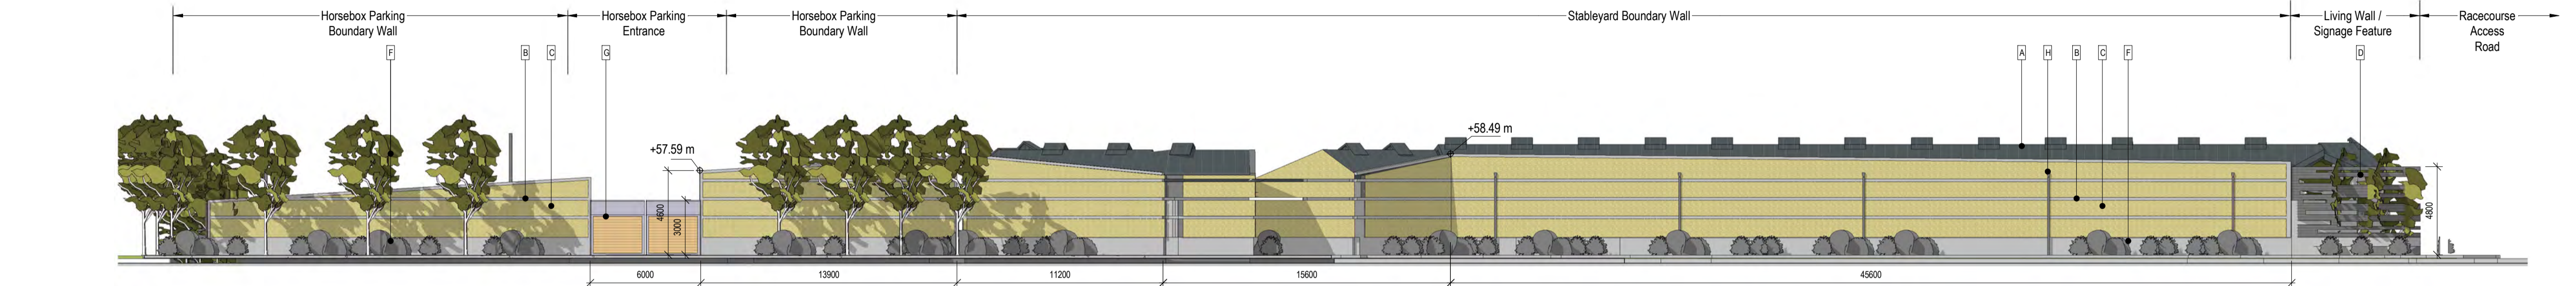 Horsebox Parking
Boundary Wall
Horsebox Parking
Entrance
Horsebox Parking
Boundary Wall
Stableyard Boundary Wall
Living Wall /
Signage Feature
Racecourse
Access
Road
F
B
C
G
A
H
B
C
F
D
+57.59 m
+58.49 m
4600
3000
4800
6000
13900
11200
15600
45600